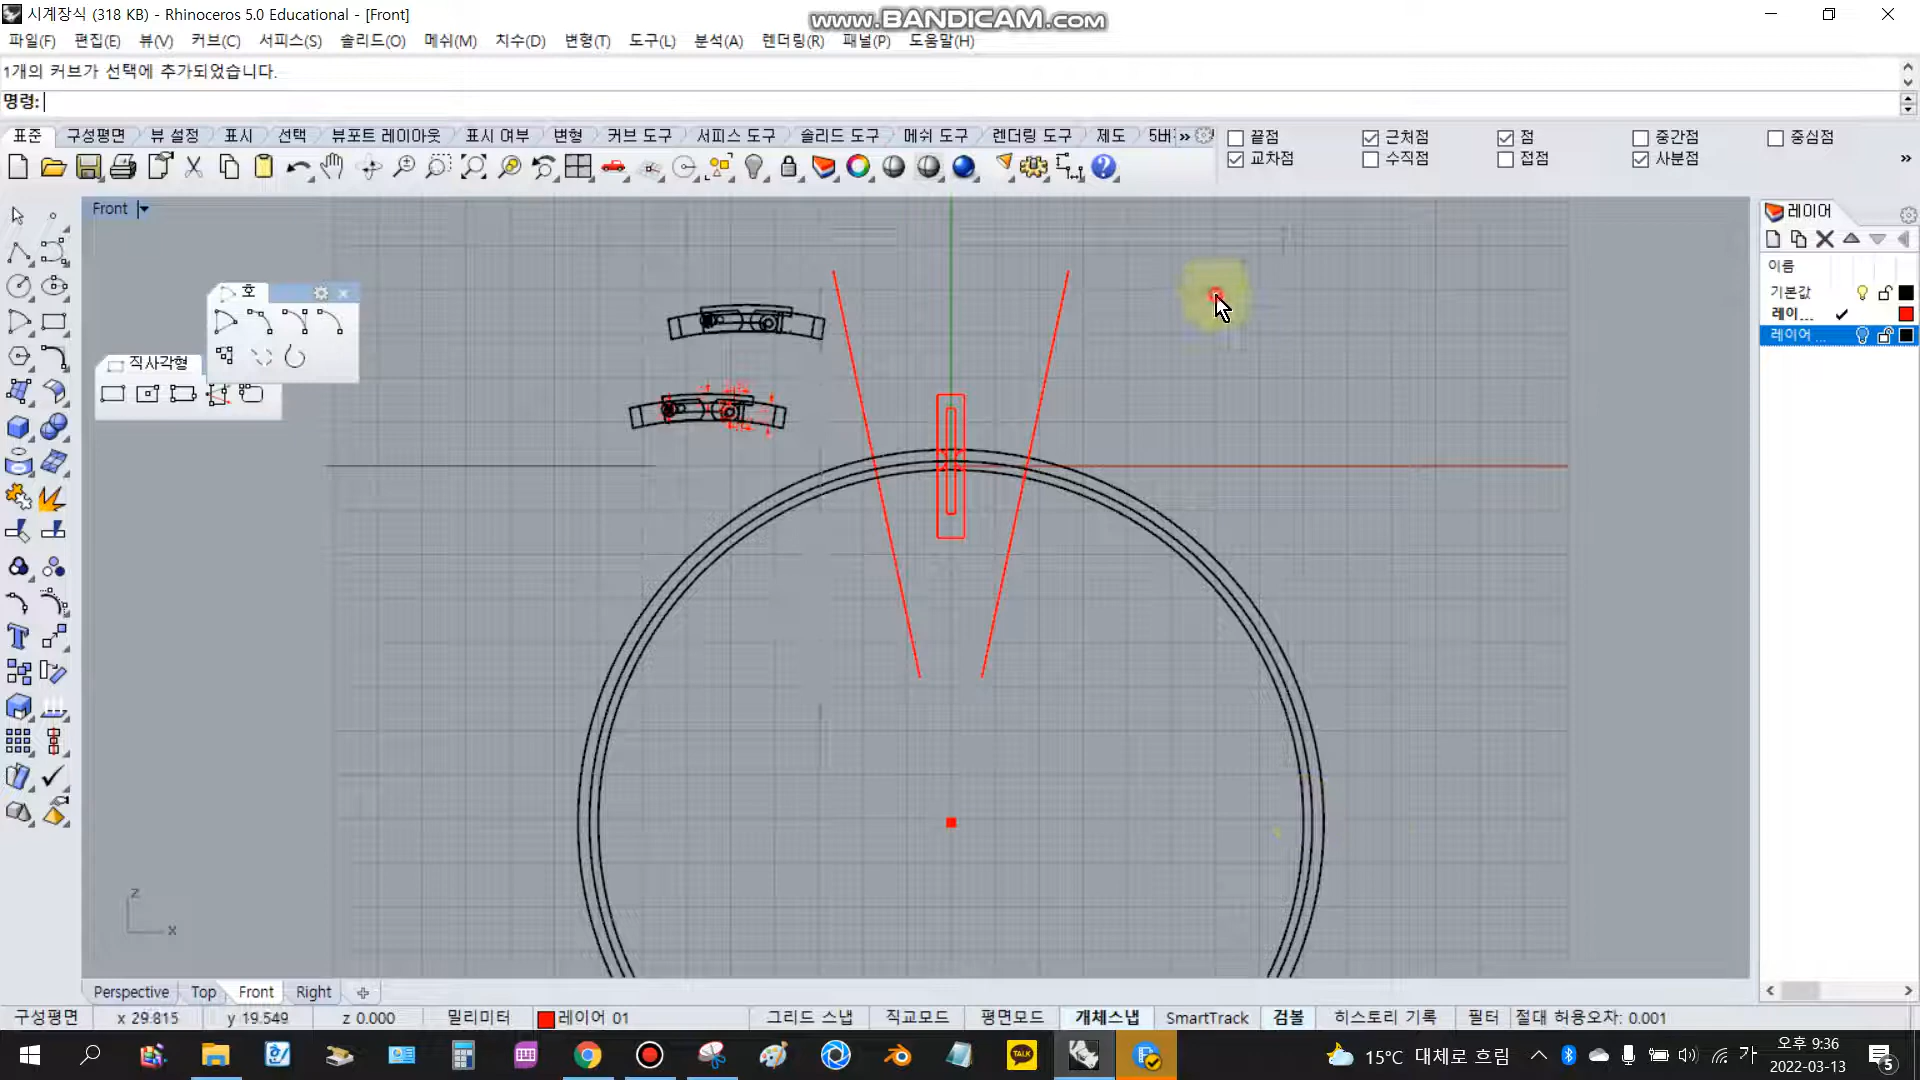 시계장식 (318 KB) - Rhinoceros 5.0 Educational - [Front]
www.BANDICAM.com
파일(F) 편집(E) 뷰(V) 커브(C) 서피스(S) 솔리드(O) 메쉬(M) 치수(D) 변형(T) 도구(L) 분석(A) 렌더링(R) 패널(P) 도움말(H)
1개의 커브가 선택에 추가되었습니다.
명령:
표준 구성평면 뷰 설정 표시 선택 뷰포트 레이아웃 표시 여부 변형 커브 도구 서피스 도구 솔리드 도구 메쉬 도구 렌더링 도구 제도 5버 »
끝점 근처점 점 중간점 중심점
교차점 수직점 접점 사분점 »
Front
레이어
이름
기본값
레이...
레이어 ...
호
직사각형
z
x
Perspective Top Front Right
구성평면 x 29.815 y 19.549 z 0.000 밀리미터 레이어 01 그리드 스냅 직교모드 평면모드 개체스냅 SmartTrack 검볼 히스토리 기록 필터 절대 허용오차: 0.001
TALK
15°C 대체로 흐림
가
오후 9:36
2022-03-13
5